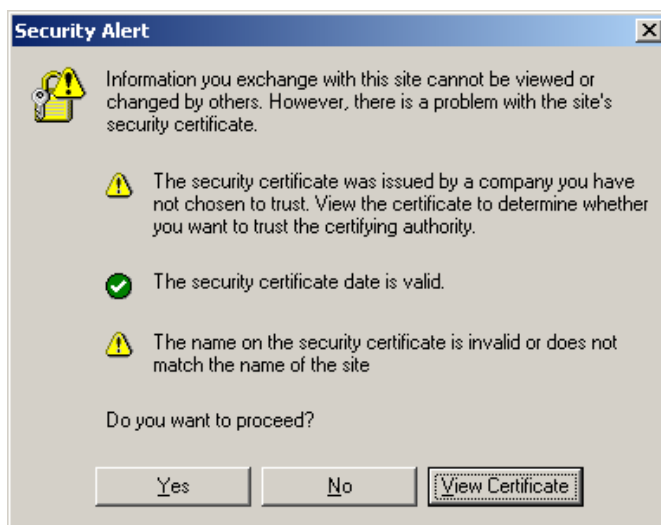 Security Alert
Information you exchange with this site cannot be viewed or
changed by others. However, there is a problem with the site's
security certificate.
The security certificate was issued by a company you have
not chosen to trust. View the certificate to determine whether
you want to trust the certifying authority.
The security certificate date is valid.
The name on the security certificate is invalid or does not
match the name of the site
Do you want to proceed?
Yes No View Certificate